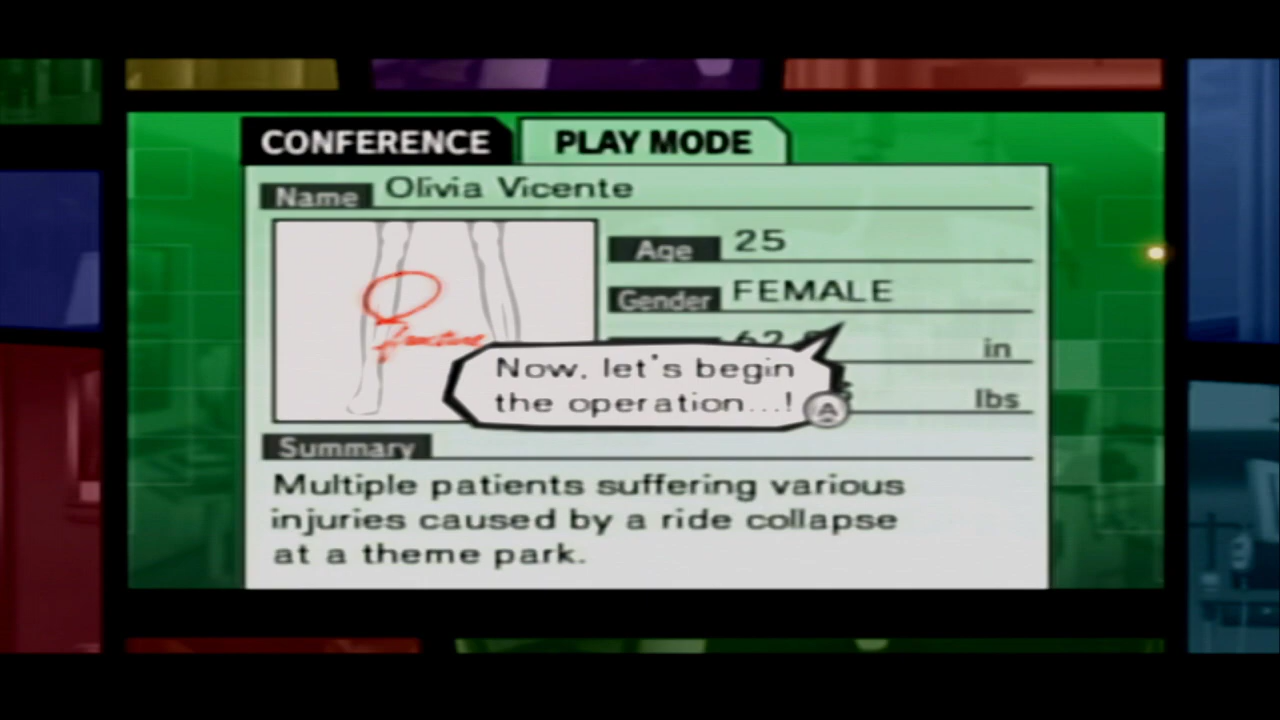 CONFERENCE
PLAY MODE
Name Olivia Vicente
Age 25
Gender FEMALE
in
lbs
fracture
Now, let's begin
the operation...! A
Summary
Multiple patients suffering various
injuries caused by a ride collapse
at a theme park.